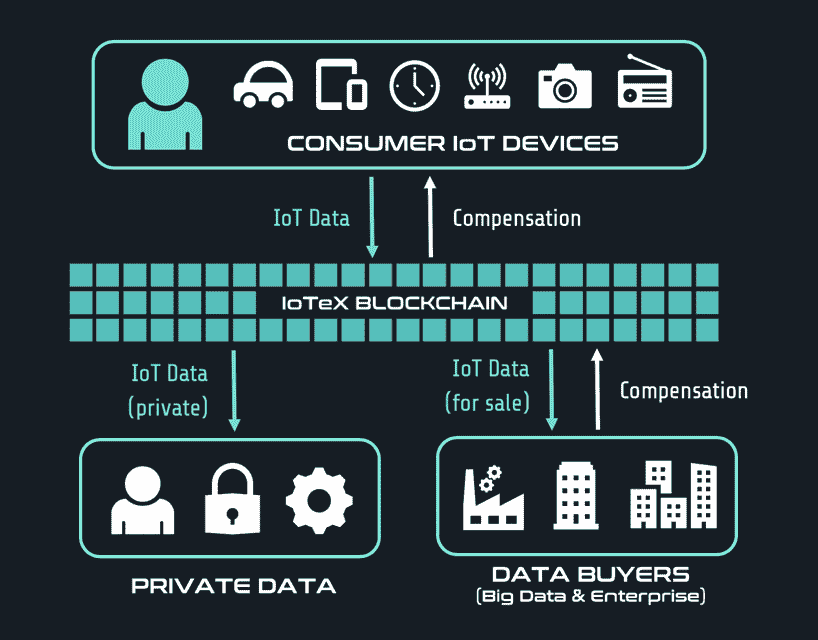 CONSUMER IoT DEVICES
IoT Data
Compensation
IoTeX BLOCKCHAIN
IoT Data
(private)
IoT Data
(for sale)
Compensation
PRIVATE DATA
DATA BUYERS
(Big Data & Enterprise)